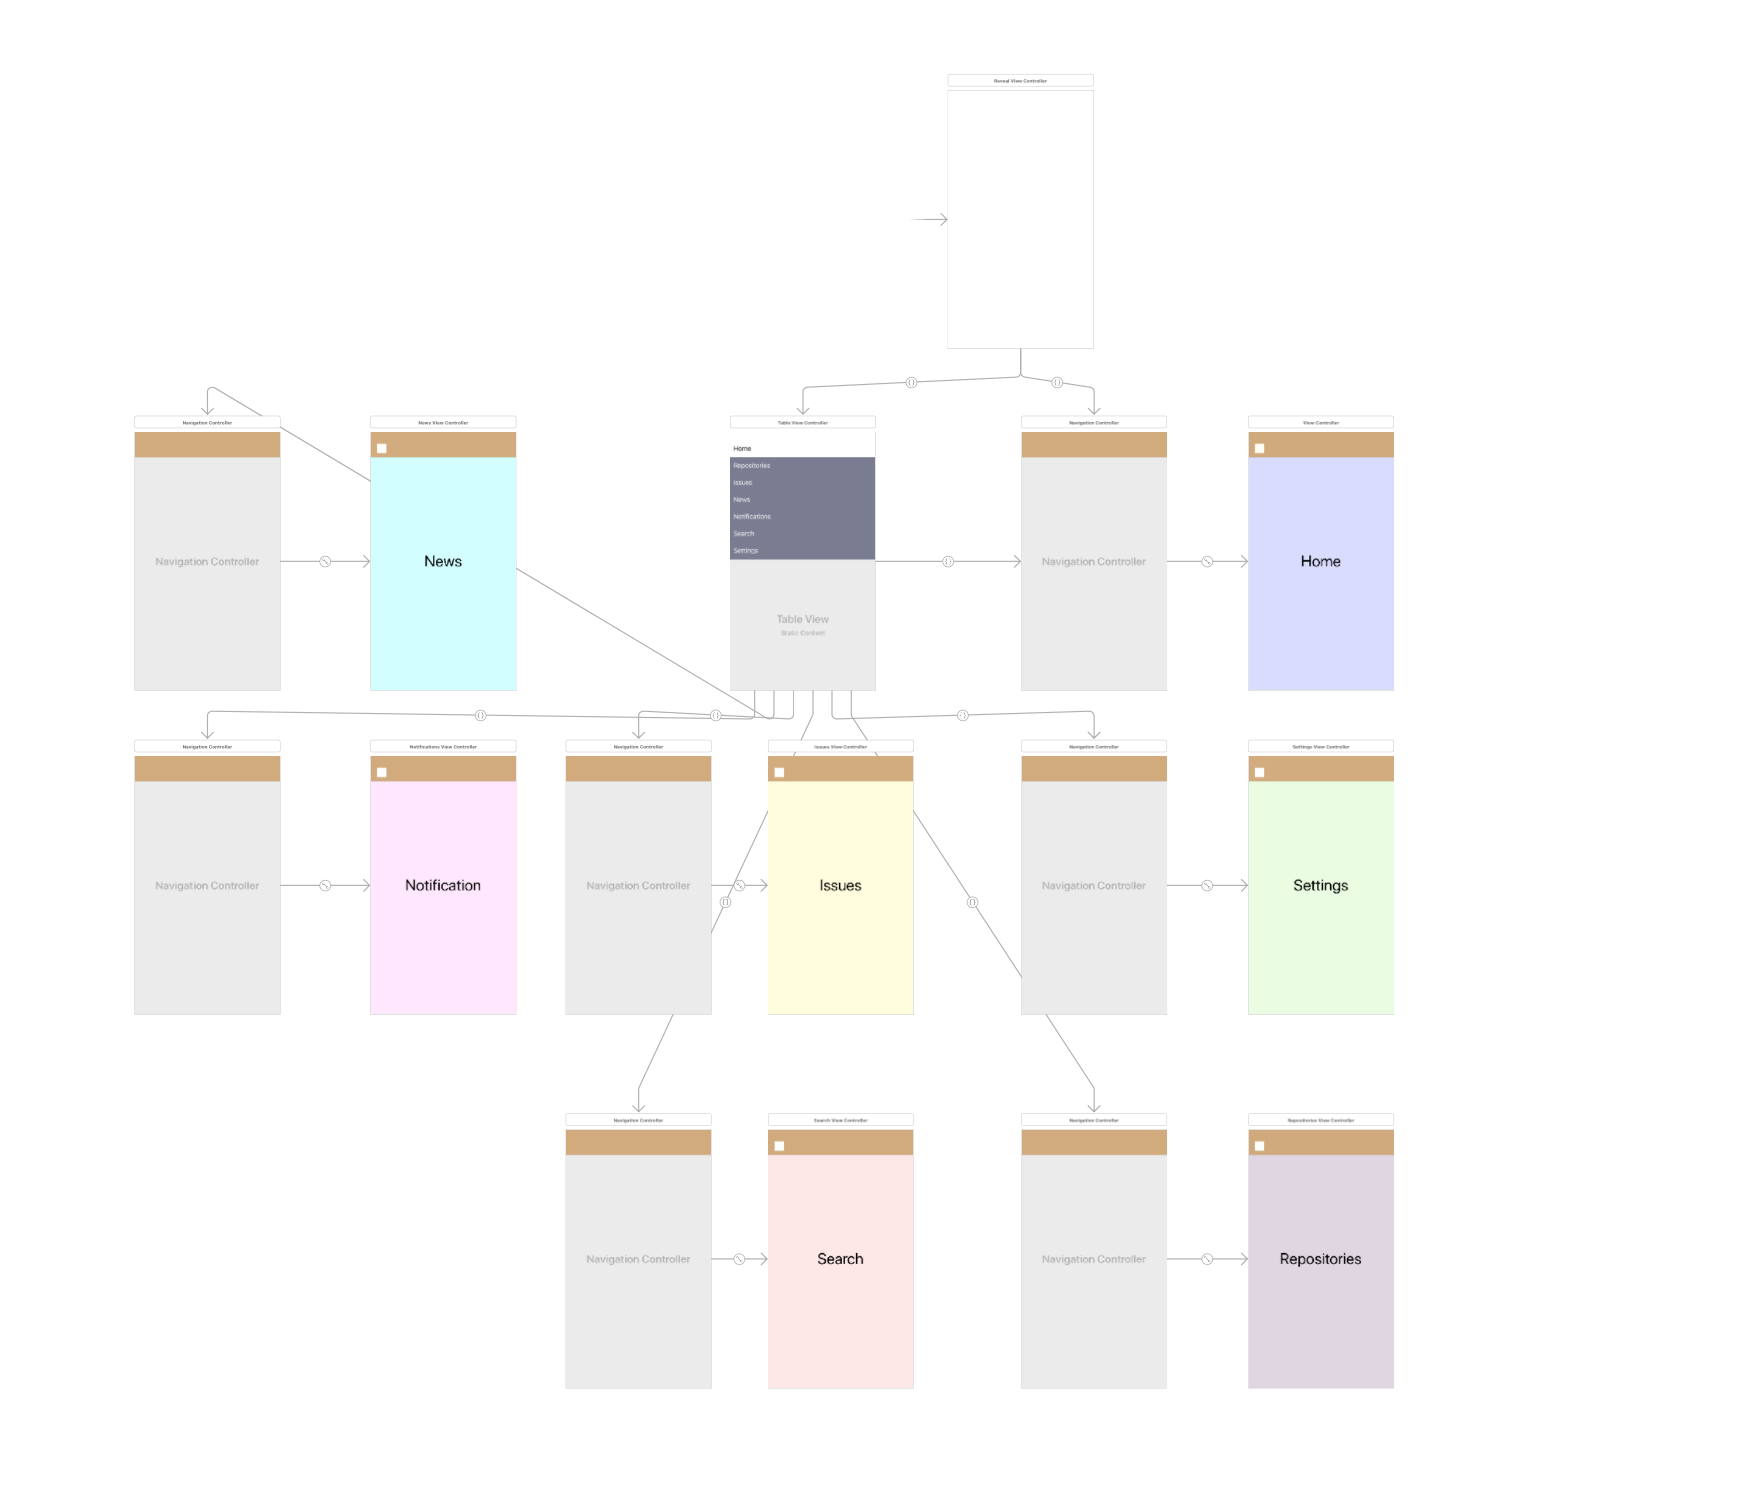 Reveal View Controller
Navigation Controller
News View Controller
Table View Controller
Navigation Controller
View Controller
Home
Repositories
Issues
News
Notifications
Search
Settings
Navigation Controller
News
Navigation Controller
Home
Table View
Static Content
Navigation Controller
Notifications View Controller
Navigation Controller
Issues View Controller
Navigation Controller
Settings View Controller
Navigation Controller
Notification
Navigation Controller
Issues
Navigation Controller
Settings
Navigation Controller
Search View Controller
Navigation Controller
Repositories View Controller
Navigation Controller
Search
Navigation Controller
Repositories